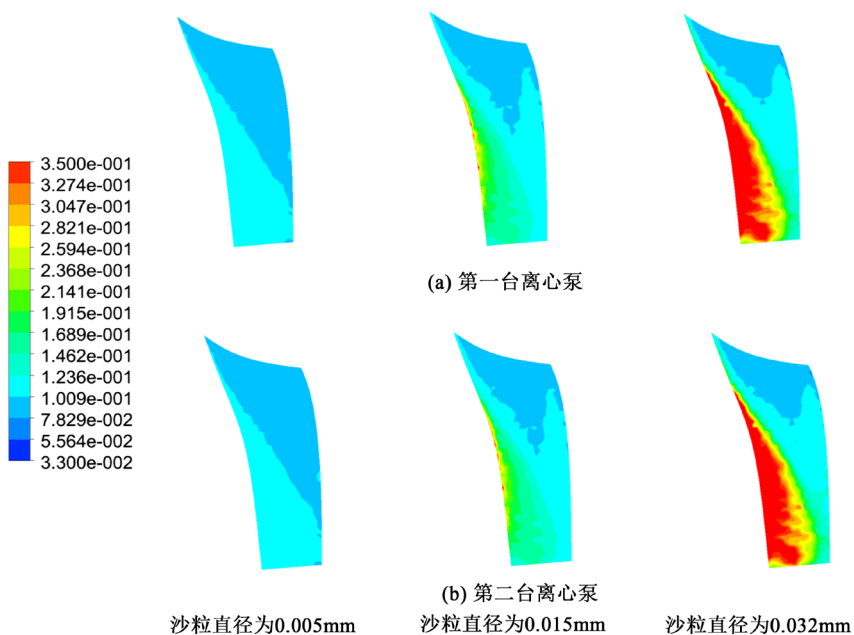 3.500e-001
3.274e-001
3.047e-001
2.821e-001
2.594e-001
2.368e-001
2.141e-001
1.915e-001
1.689e-001
1.462e-001
1.236e-001
1.009e-001
7.829e-002
5.564e-002
3.300e-002
(a) 第一台离心泵
(b) 第二台离心泵
沙粒直径为0.005mm
沙粒直径为0.015mm
沙粒直径为0.032mm